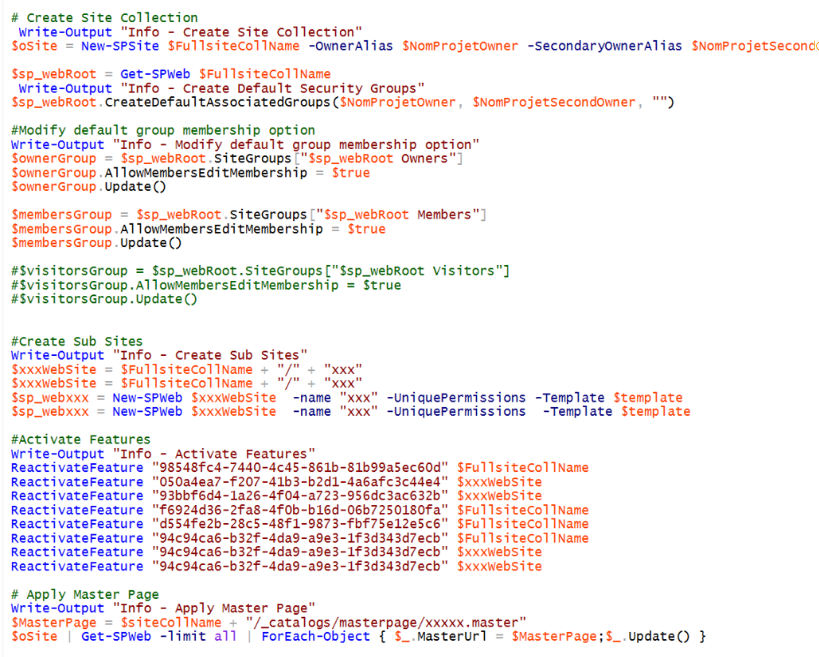 # Create Site Collection
Write-Output "Info - Create Site Collection"
$oSite = New-SPSite $FullsiteCollName -OwnerAlias $NomProjetOwner -SecondaryOwnerAlias $NomProjetSecond
$sp_webRoot = Get-SPWeb $FullsiteCollName
Write-Output "Info - Create Default Security Groups"
$sp_webRoot.CreateDefaultAssociatedGroups($NomProjetOwner, $NomProjetSecondOwner, "")
#Modify default group membership option
Write-Output "Info - Modify default group membership option"
$ownerGroup = $sp_webRoot.SiteGroups["$sp_webRoot Owners"]
$ownerGroup.AllowMembersEditMembership = $true
$ownerGroup.Update()
$membersGroup = $sp_webRoot.SiteGroups["$sp_webRoot Members"]
$membersGroup.AllowMembersEditMembership = $true
$membersGroup.Update()
#$visitorsGroup = $sp_webRoot.SiteGroups["$sp_webRoot Visitors"]
#$visitorsGroup.AllowMembersEditMembership = $true
#$visitorsGroup.Update()
#Create Sub Sites
Write-Output "Info - Create Sub Sites"
$xxxWebSite = $FullsiteCollName + "/" + "xxx"
$xxxWebSite = $FullsiteCollName + "/" + "xxx"
$sp_webxxx = New-SPWeb $xxxWebSite -name "xxx" -UniquePermissions -Template $template
$sp_webxxx = New-SPWeb $xxxWebSite -name "xxx" -UniquePermissions -Template $template
#Activate Features
Write-Output "Info - Activate Features"
ReactivateFeature "98548fc4-7440-4c45-861b-81b99a5ec60d" $FullsiteCollName
ReactivateFeature "050a4ea7-f207-41b3-b2d1-4a6afc3c44e4" $xxxWebSite
ReactivateFeature "93bbf6d4-1a26-4f04-a723-956dc3ac632b" $xxxWebSite
ReactivateFeature "f6924d36-2fa8-4f0b-b16d-06b7250180fa" $FullsiteCollName
ReactivateFeature "d554fe2b-28c5-48f1-9873-fbf75e12e5c6" $FullsiteCollName
ReactivateFeature "94c94ca6-b32f-4da9-a9e3-1f3d343d7ecb" $FullsiteCollName
ReactivateFeature "94c94ca6-b32f-4da9-a9e3-1f3d343d7ecb" $xxxWebSite
ReactivateFeature "94c94ca6-b32f-4da9-a9e3-1f3d343d7ecb" $xxxWebSite
# Apply Master Page
Write-Output "Info - Apply Master Page"
$MasterPage = $siteCollName + "/_catalogs/masterpage/xxxxx.master"
$oSite | Get-SPWeb -limit all | ForEach-Object { $_.MasterUrl = $MasterPage;$_.Update() }